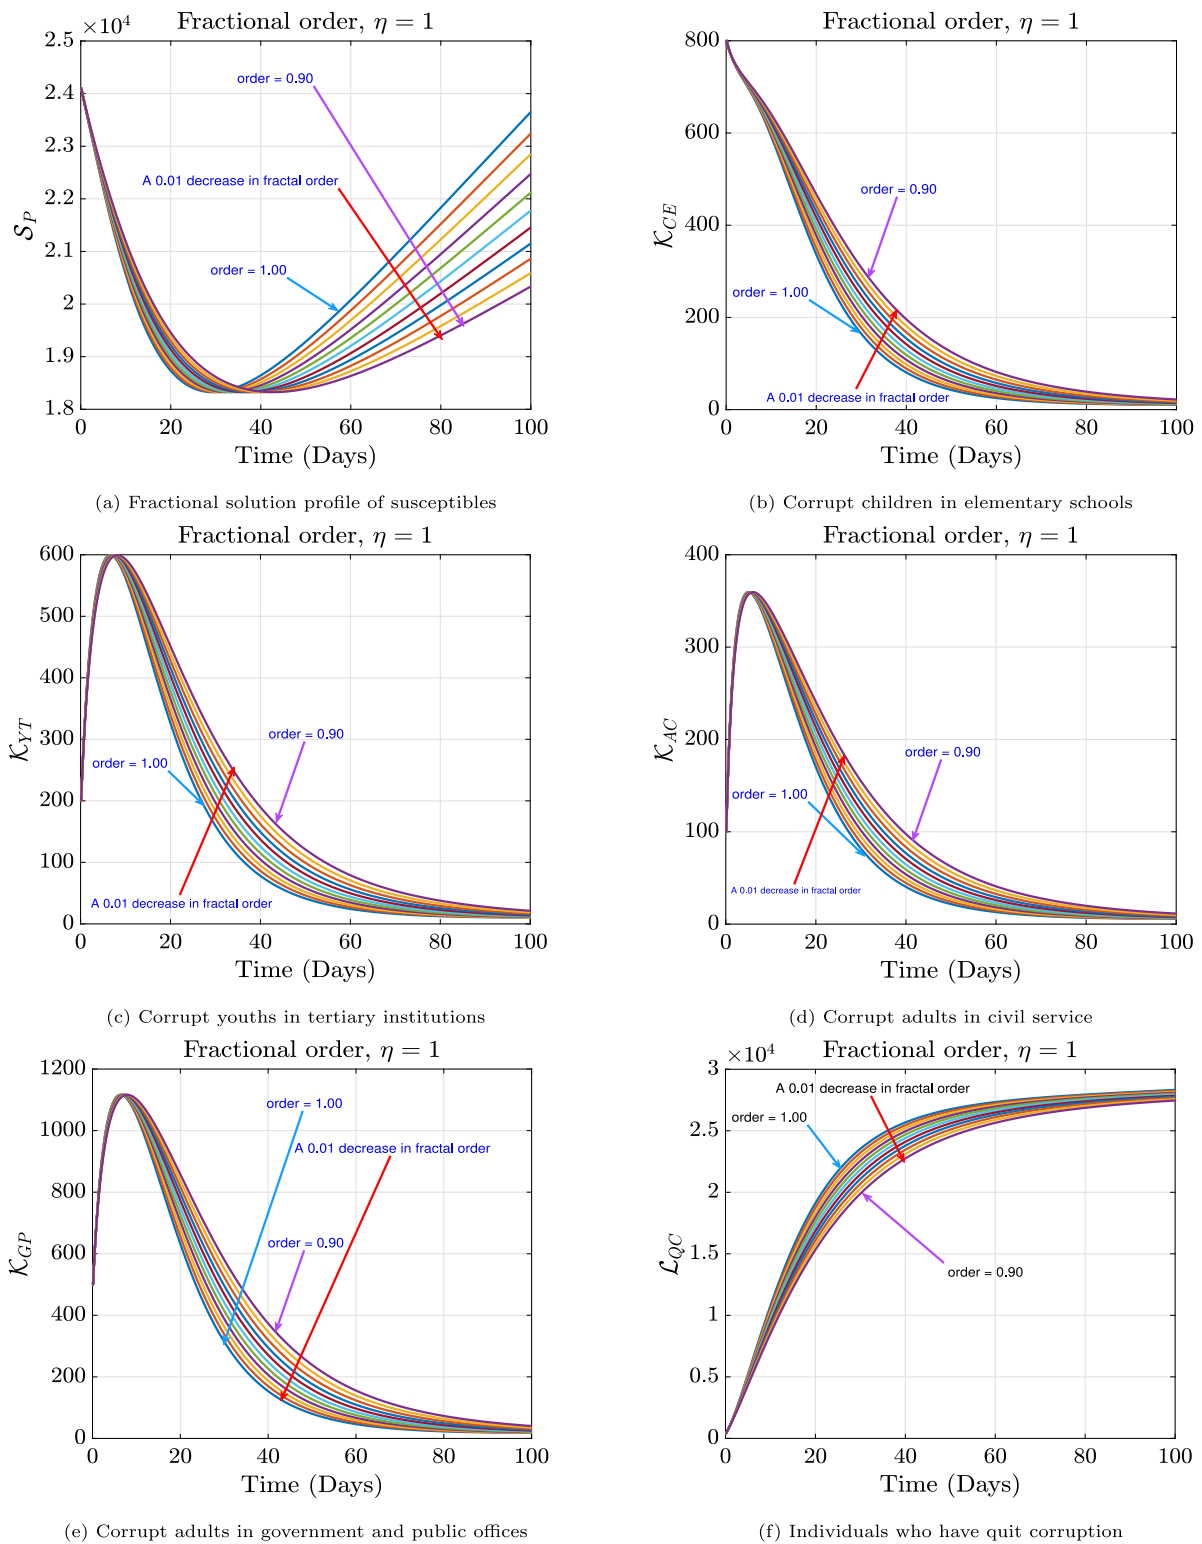 Fractional order, η = 1
×10⁴
2.5
2.4
2.3
2.2
2.1
2
1.9
1.8
0 20 40 60 80 100
𝒮_P
Time (Days)
order = 0.90
A 0.01 decrease in fractal order
order = 1.00
(a) Fractional solution profile of susceptibles
Fractional order, η = 1
800
600
400
200
0
0 20 40 60 80 100
𝒦_CE
Time (Days)
order = 0.90
order = 1.00
A 0.01 decrease in fractal order
(b) Corrupt children in elementary schools
Fractional order, η = 1
600
500
400
300
200
100
0
0 20 40 60 80 100
𝒦_YT
Time (Days)
order = 0.90
order = 1.00
A 0.01 decrease in fractal order
(c) Corrupt youths in tertiary institutions
Fractional order, η = 1
400
300
200
100
0
0 20 40 60 80 100
𝒦_AC
Time (Days)
order = 0.90
order = 1.00
A 0.01 decrease in fractal order
(d) Corrupt adults in civil service
Fractional order, η = 1
1200
1000
800
600
400
200
0
0 20 40 60 80 100
𝒦_GP
Time (Days)
order = 1.00
A 0.01 decrease in fractal order
order = 0.90
(e) Corrupt adults in government and public offices
Fractional order, η = 1
×10⁴
3
2.5
2
1.5
1
0.5
0
0 20 40 60 80 100
ℒ_QC
Time (Days)
A 0.01 decrease in fractal order
order = 1.00
order = 0.90
(f) Individuals who have quit corruption